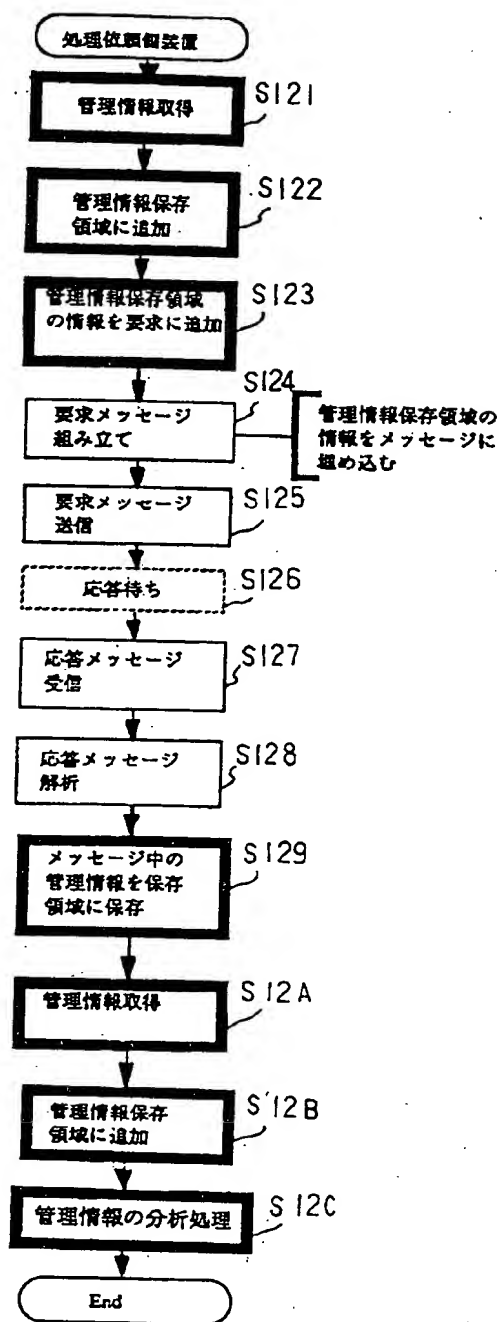 処理依頼側装置
管理情報取得
S121
管理情報保存
領域に追加
S122
管理情報保存領域
の情報を要求に追加
S123
要求メッセージ
組み立て
S124
管理情報保存領域の
情報をメッセージに
埋め込む
要求メッセージ
送信
S125
応答待ち
S126
応答メッセージ
受信
S127
応答メッセージ
解析
S128
メッセージ中の
管理情報を保存
領域に保存
S129
管理情報取得
S12A
管理情報保存
領域に追加
S12B
管理情報の分析処理
S12C
End